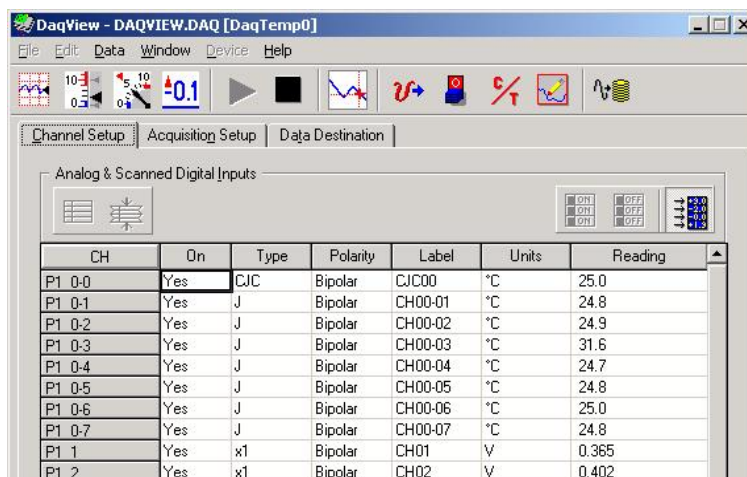 DaqView - DAQVIEW.DAQ [DaqTemp0]
File Edit Data Window Device Help
Channel Setup Acquisition Setup Data Destination
Analog & Scanned Digital Inputs
CH On Type Polarity Label Units Reading
P1 0-0 Yes CJC Bipolar CJC00 °C 25.0
P1 0-1 Yes J Bipolar CH00-01 °C 24.8
P1 0-2 Yes J Bipolar CH00-02 °C 24.9
P1 0-3 Yes J Bipolar CH00-03 °C 31.6
P1 0-4 Yes J Bipolar CH00-04 °C 24.7
P1 0-5 Yes J Bipolar CH00-05 °C 24.8
P1 0-6 Yes J Bipolar CH00-06 °C 25.0
P1 0-7 Yes J Bipolar CH00-07 °C 24.8
P1 1 Yes x1 Bipolar CH01 V 0.365
P1 2 Yes x1 Bipolar CH02 V 0.402